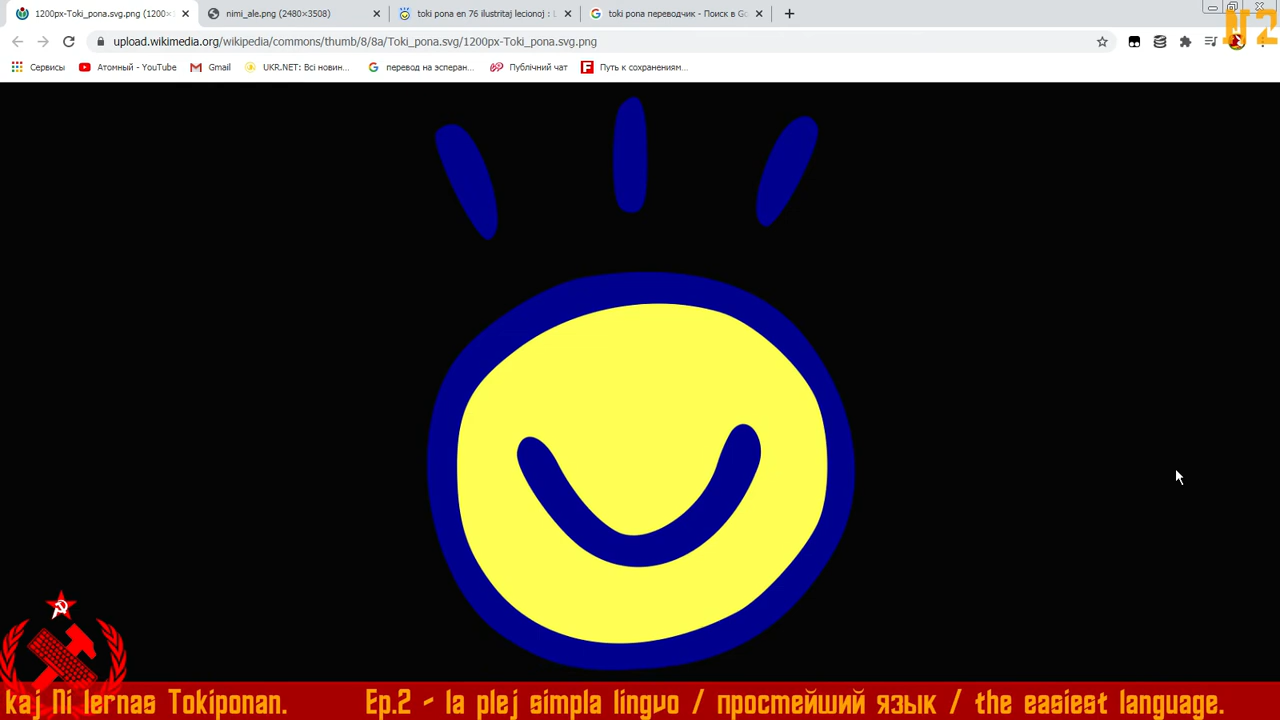 1200px-Toki_pona.svg.png (1200×
nimi_ale.png (2480×3508)
toki pona en 76 ilustritaj lecionoj : L
toki pona переводчик - Поиск в Go
upload.wikimedia.org/wikipedia/commons/thumb/8/8a/Toki_pona.svg/1200px-Toki_pona.svg.png
N2
Сервисы
Атомный - YouTube
Gmail
UKR.NET: Всі новин...
перевод на эсперан...
Публічний чат
Путь к сохранениям...
kaj Ni lernas Tokiponan.
Ep.2 - la plej simpla lingvo / простейший язык / the easiest language.